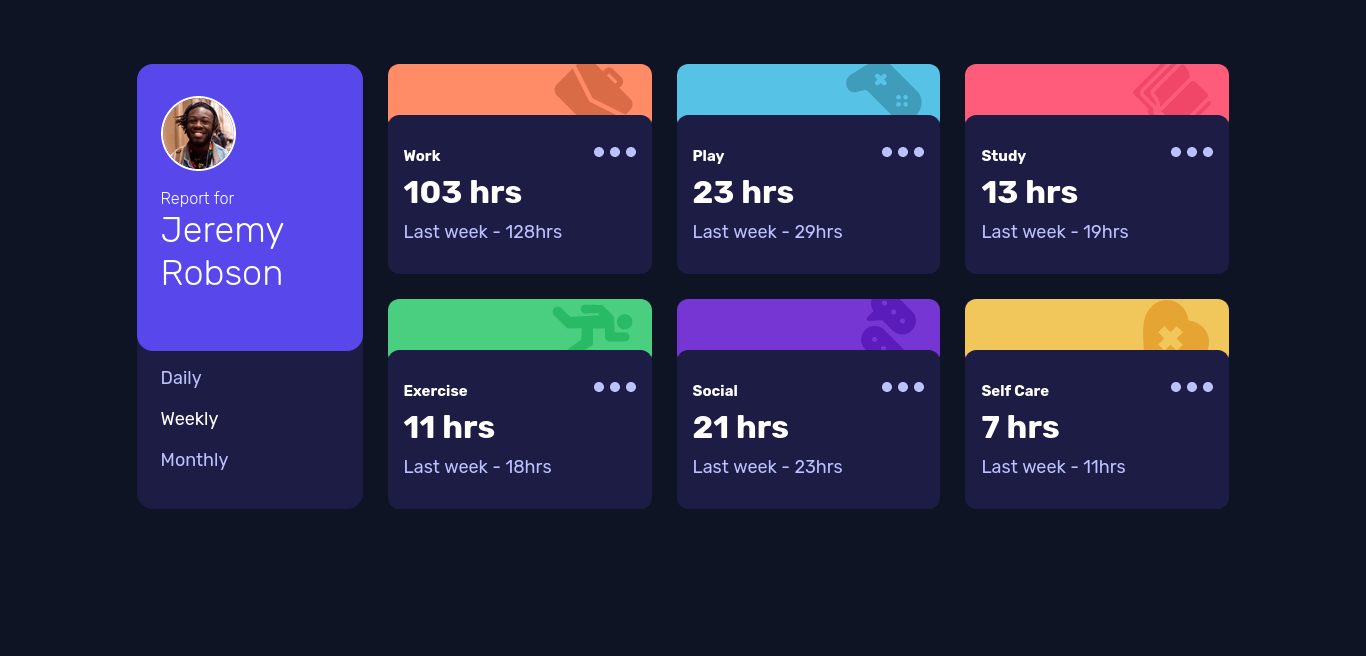 Report for
Jeremy
Robson
Daily
Weekly
Monthly
Work
103 hrs
Last week - 128hrs
Play
23 hrs
Last week - 29hrs
Study
13 hrs
Last week - 19hrs
Exercise
11 hrs
Last week - 18hrs
Social
21 hrs
Last week - 23hrs
Self Care
7 hrs
Last week - 11hrs